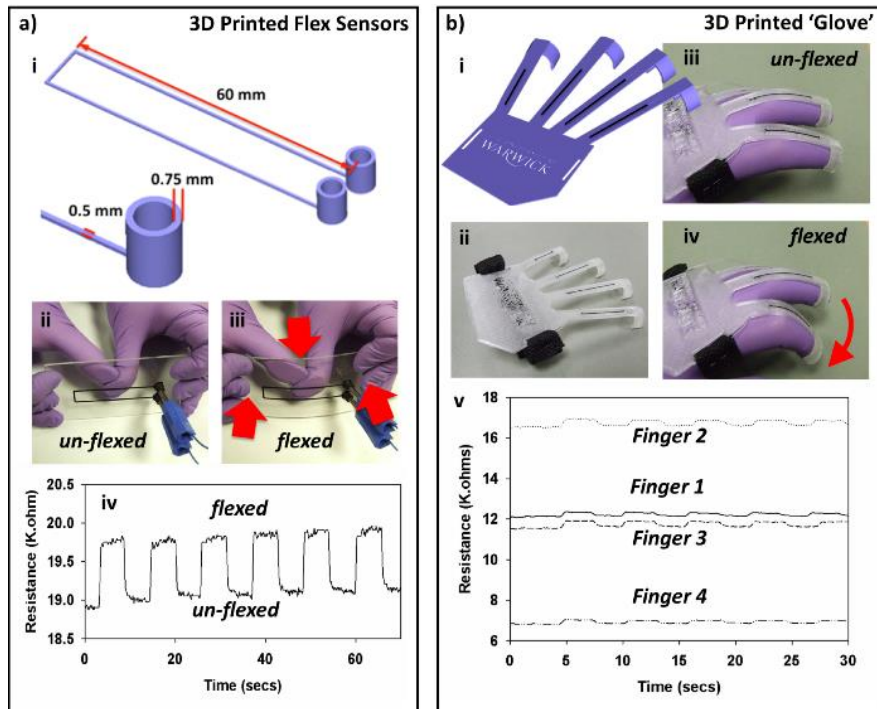 a) 3D Printed Flex Sensors
i
60 mm
0.75 mm
0.5 mm
ii
un-flexed
iii
flexed
iv
flexed
un-flexed
Resistance (K.ohm)
20.5
20.0
19.5
19.0
18.5
0 20 40 60
Time (secs)
b) 3D Printed ‘Glove’
i
WARWICK
iii
un-flexed
ii
iv
flexed
v
Resistance (K.ohms)
18
16
14
12
10
8
6
Finger 2
Finger 1
Finger 3
Finger 4
0 5 10 15 20 25 30
Time (secs)